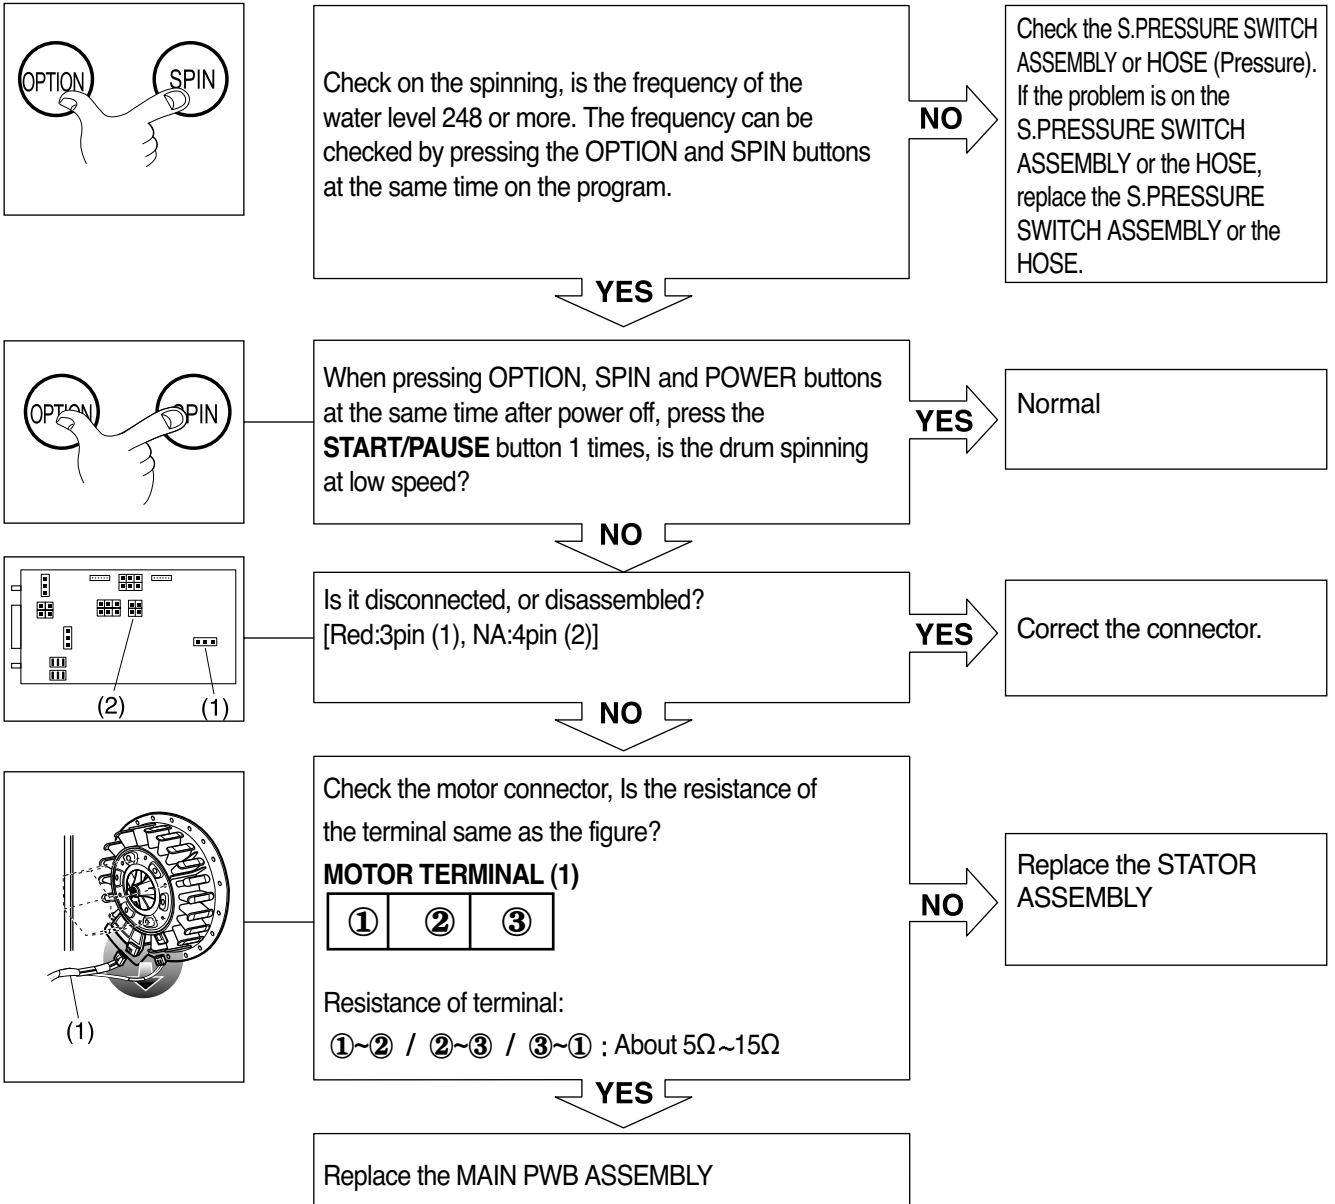 OPTION
SPIN
Check on the spinning, is the frequency of the
water level 248 or more. The frequency can be
checked by pressing the OPTION and SPIN buttons
at the same time on the program.
NO
Check the S.PRESSURE SWITCH
ASSEMBLY or HOSE (Pressure).
If the problem is on the
S.PRESSURE SWITCH
ASSEMBLY or the HOSE,
replace the S.PRESSURE
SWITCH ASSEMBLY or the
HOSE.
YES
OPTION
SPIN
When pressing OPTION, SPIN and POWER buttons
at the same time after power off, press the
START/PAUSE button 1 times, is the drum spinning
at low speed?
YES
Normal
NO
(2)
(1)
Is it disconnected, or disassembled?
[Red:3pin (1), NA:4pin (2)]
YES
Correct the connector.
NO
(1)
Check the motor connector, Is the resistance of
the terminal same as the figure?
MOTOR TERMINAL (1)
① ② ③
Resistance of terminal:
①~② / ②~③ / ③~① : About 5Ω~15Ω
NO
Replace the STATOR
ASSEMBLY
YES
Replace the MAIN PWB ASSEMBLY